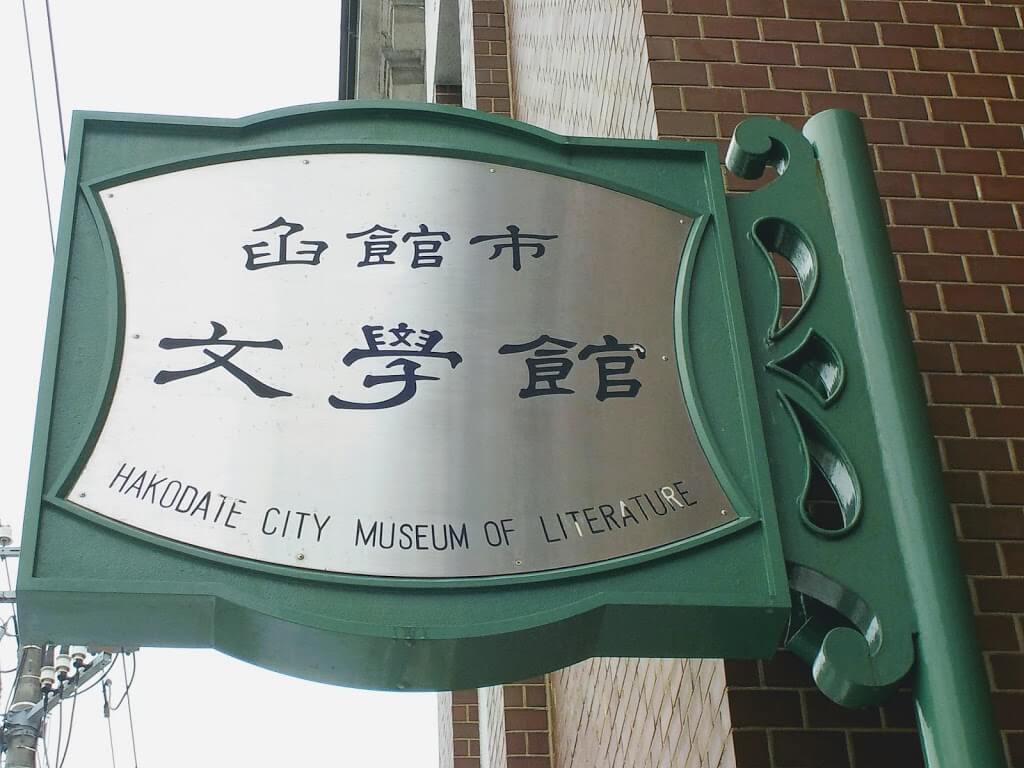 函館市
文學館
HAKODATE CITY MUSEUM OF LITERATURE